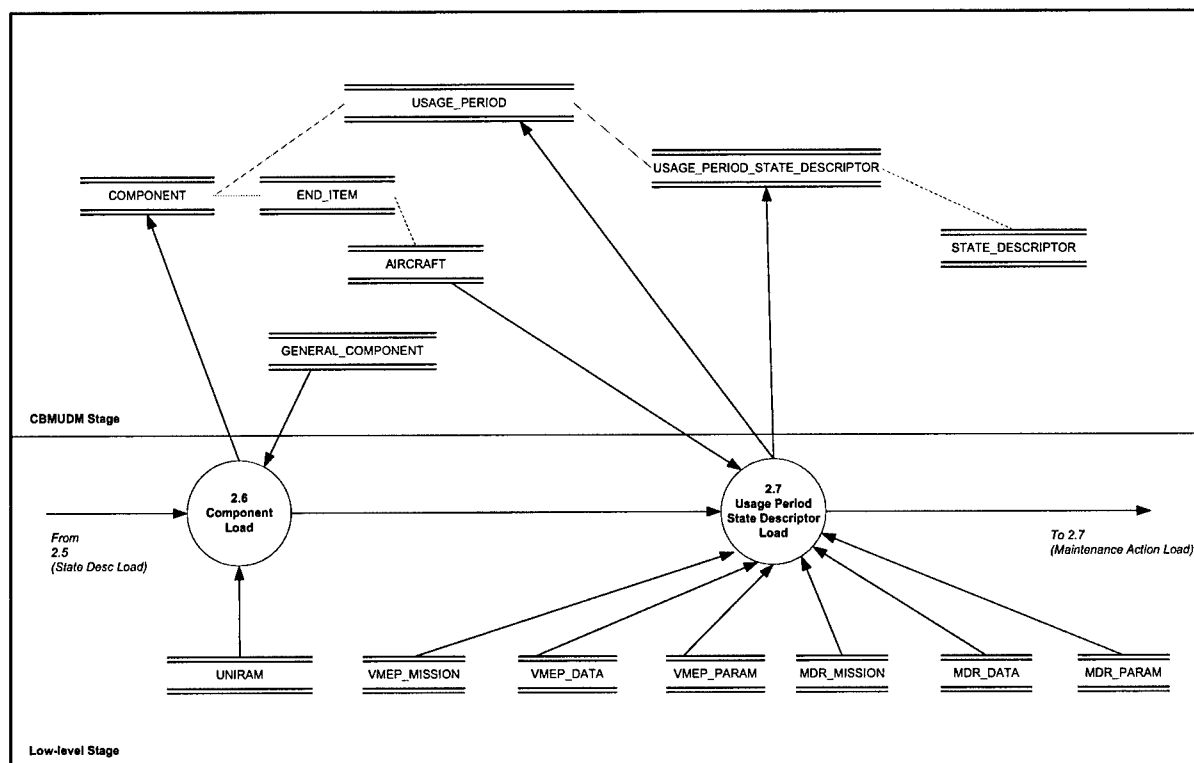 USAGE_PERIOD
USAGE_PERIOD_STATE_DESCRIPTOR
COMPONENT
END_ITEM
STATE_DESCRIPTOR
AIRCRAFT
GENERAL_COMPONENT
CBMUDM Stage
2.6
Component
Load
2.7
Usage Period
State Descriptor
Load
From
2.5
(State Desc Load)
To 2.7
(Maintenance Action Load)
UNIRAM
VMEP_MISSION
VMEP_DATA
VMEP_PARAM
MDR_MISSION
MDR_DATA
MDR_PARAM
Low-level Stage